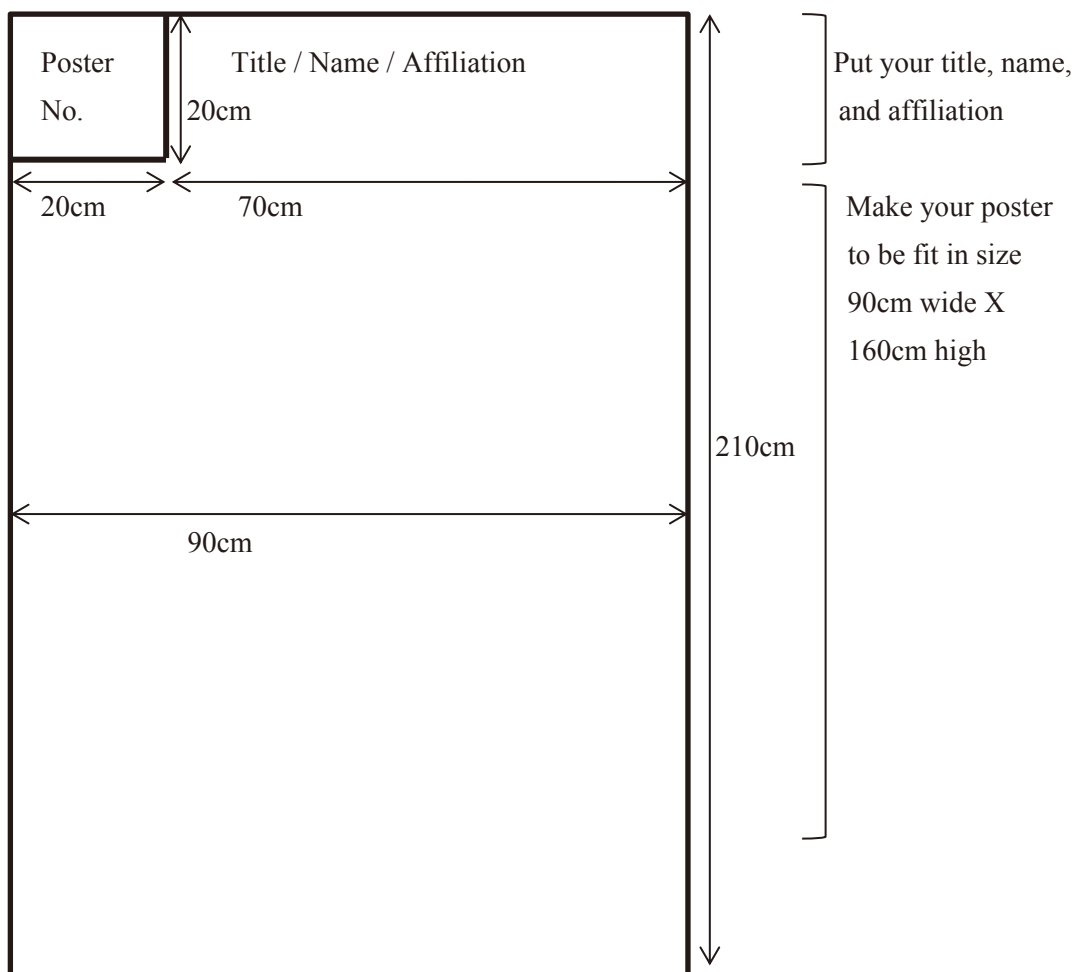 Poster
No.
20cm
Title / Name / Affiliation
Put your title, name,
and affiliation
20cm
70cm
Make your poster
to be fit in size
90cm wide X
160cm high
210cm
90cm